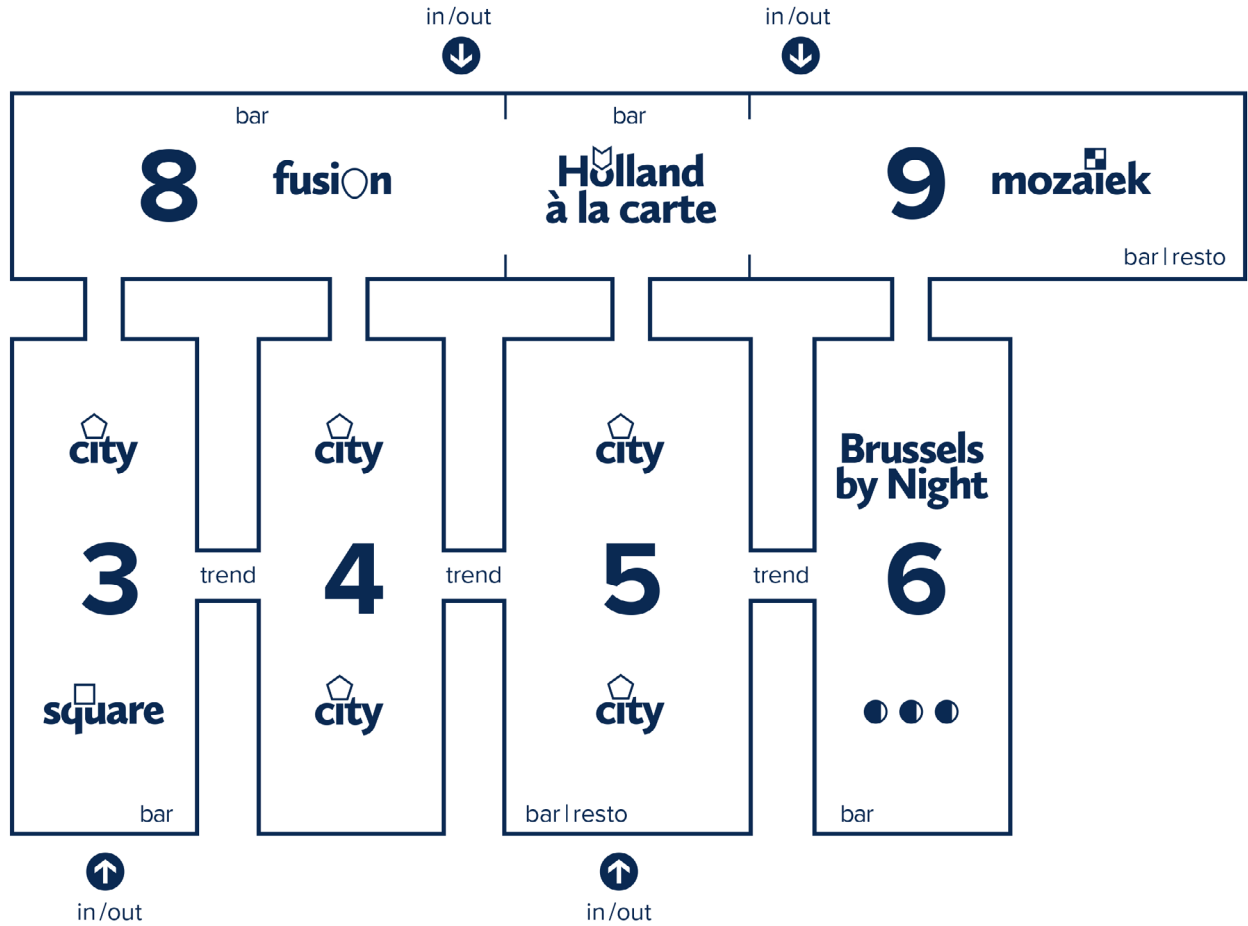 in/out in/out
bar bar
8 fusion Holland 9 mozaïek
à la carte
bar|resto
city city city Brussels
by Night
3 trend 4 trend 5 trend 6
square city city
bar bar|resto bar
in/out in/out